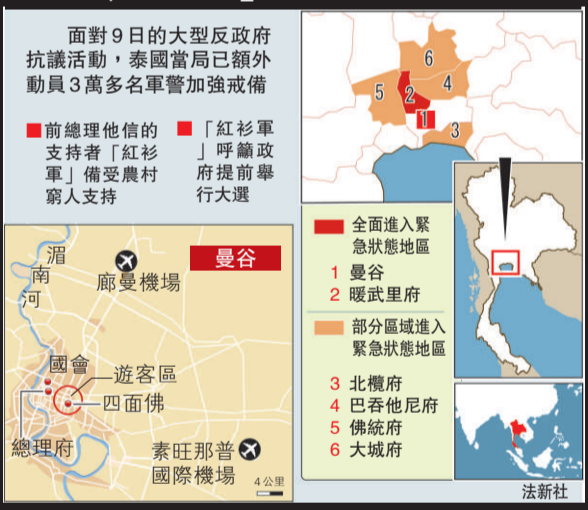 面對9日的大型反政府
抗議活動,泰國當局已額外
動員3萬多名軍警加強戒備
前總理他信的
支持者「紅衫
軍」備受農村
窮人支持
「紅衫軍
」呼籲政
府提前舉
行大選
6
5
2
4
1
3
全面進入緊
急狀態地區
1 曼谷
2 暖武里府
部分區域進入
緊急狀態地區
3 北欖府
4 巴吞他尼府
5 佛統府
6 大城府
曼谷
湄
南
河
廊曼機場
國會
遊客區
四面佛
總理府
素旺那普
國際機場
4公里
法新社